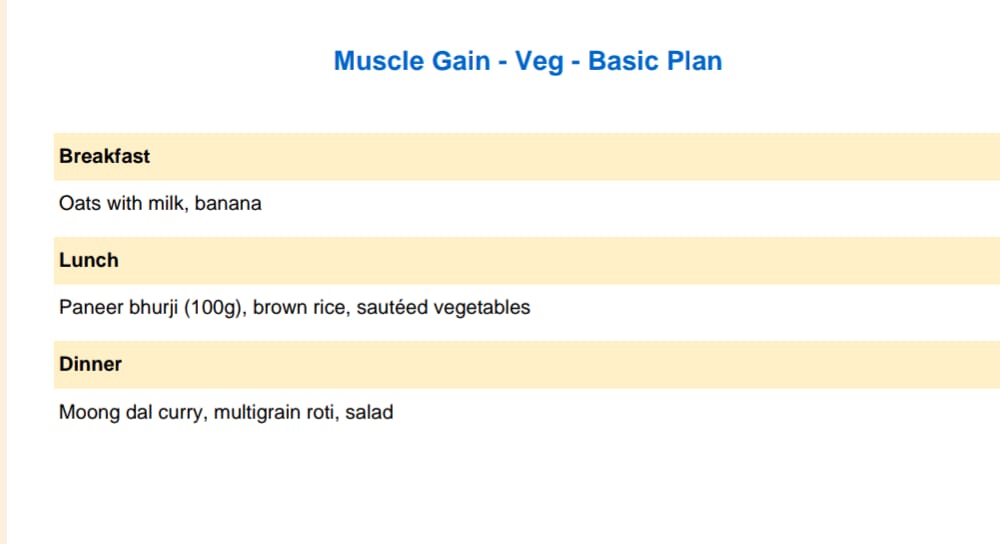 Muscle Gain - Veg - Basic Plan
Breakfast
Oats with milk, banana
Lunch
Paneer bhurji (100g), brown rice, sautéed vegetables
Dinner
Moong dal curry, multigrain roti, salad